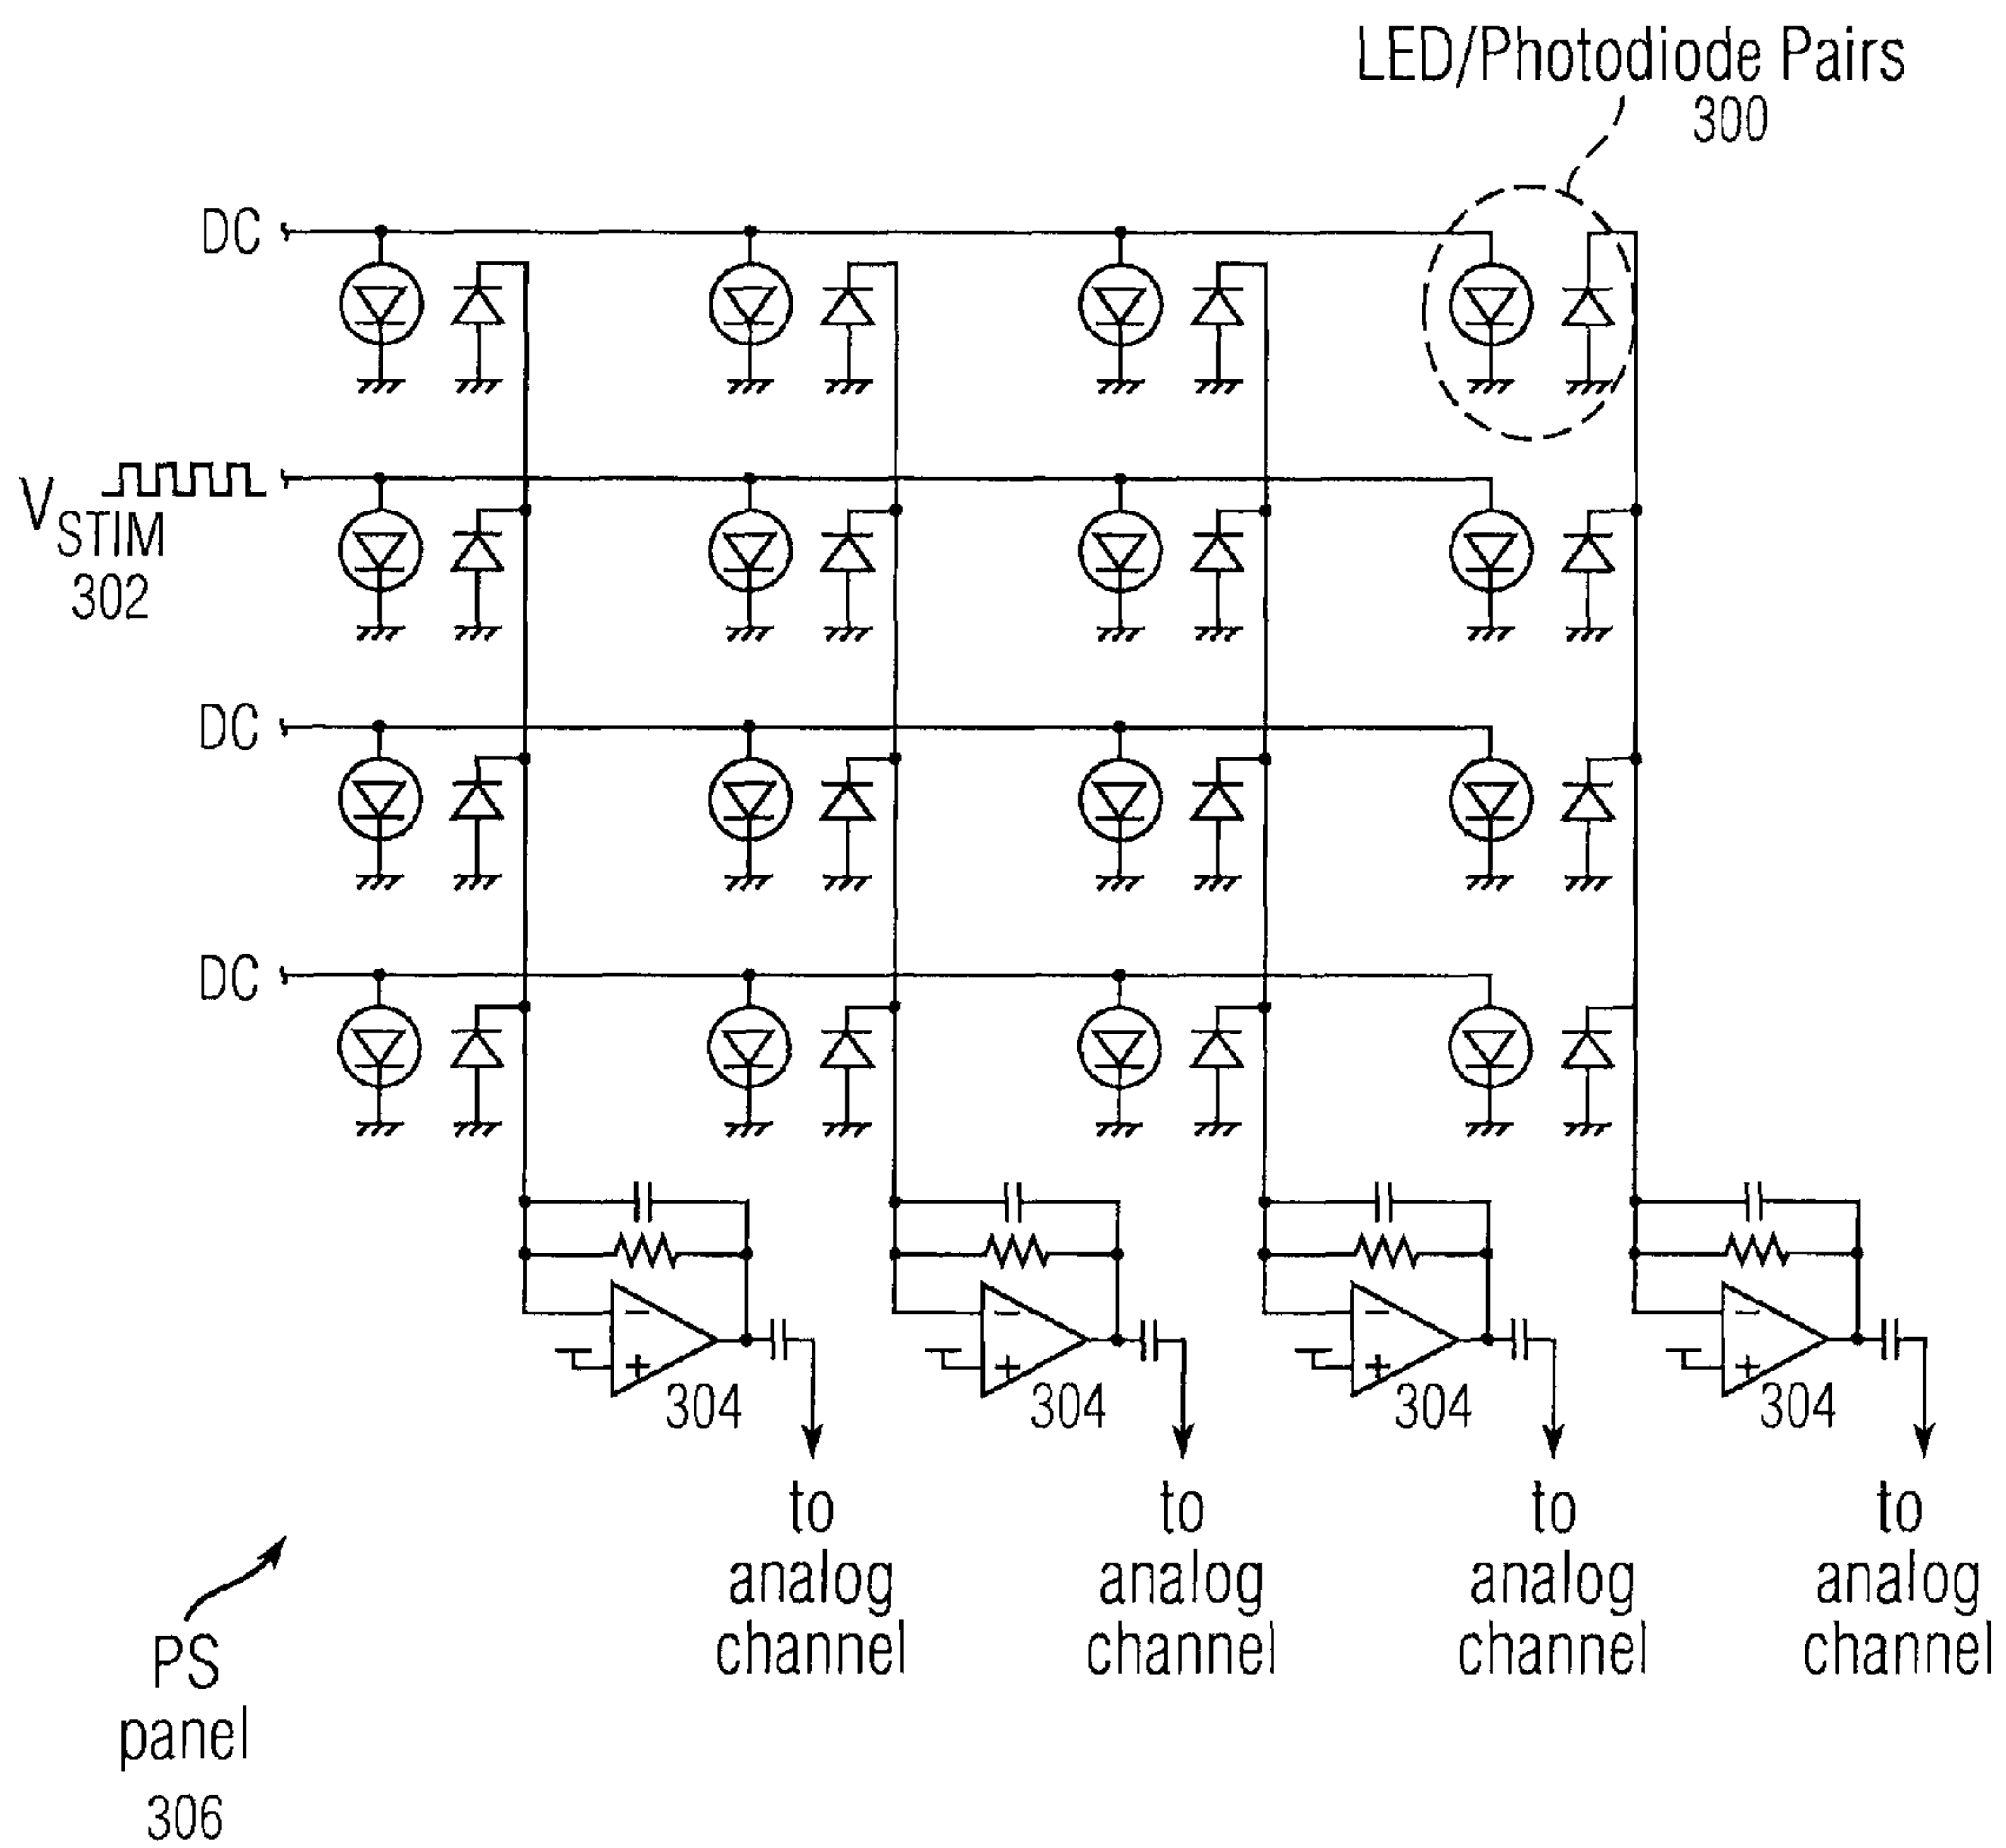 LED/Photodiode Pairs
300
DC
V STIM
302
DC
DC
− − − −
+ + + +
304 304 304 304
to to to to
analog analog analog analog
channel channel channel channel
PS
panel
306